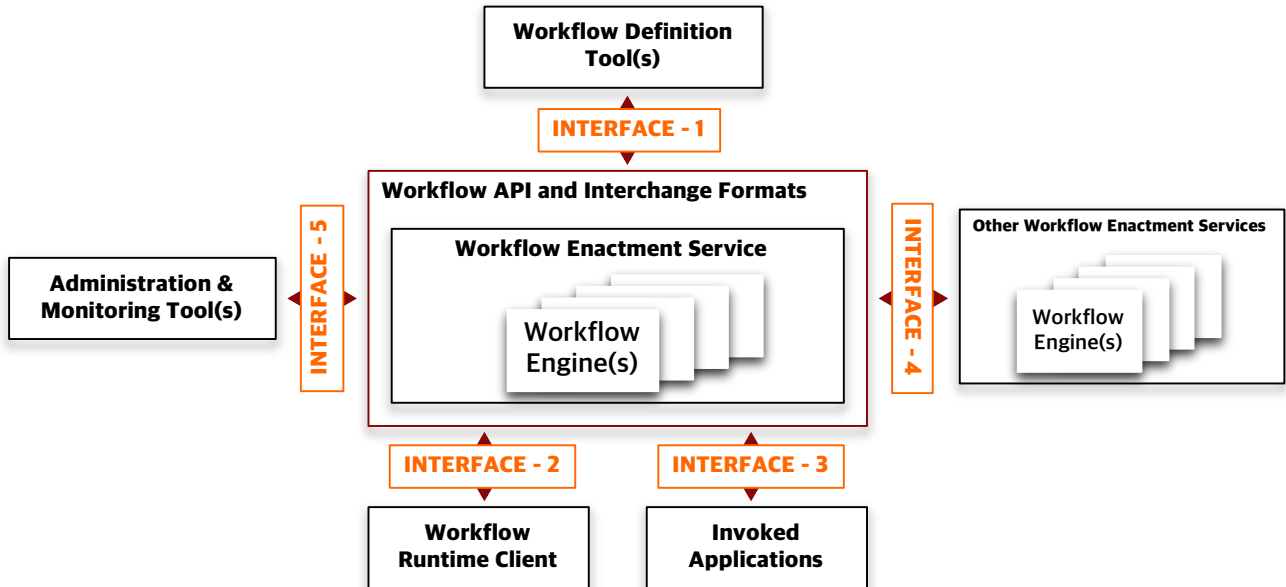 Workflow Definition
Tool(s)
INTERFACE - 1
Workflow API and Interchange Formats
Workflow Enactment Service
Workflow
Engine(s)
INTERFACE - 5
Administration &
Monitoring Tool(s)
INTERFACE - 4
Other Workflow Enactment Services
Workflow
Engine(s)
INTERFACE - 2
INTERFACE - 3
Workflow
Runtime Client
Invoked
Applications